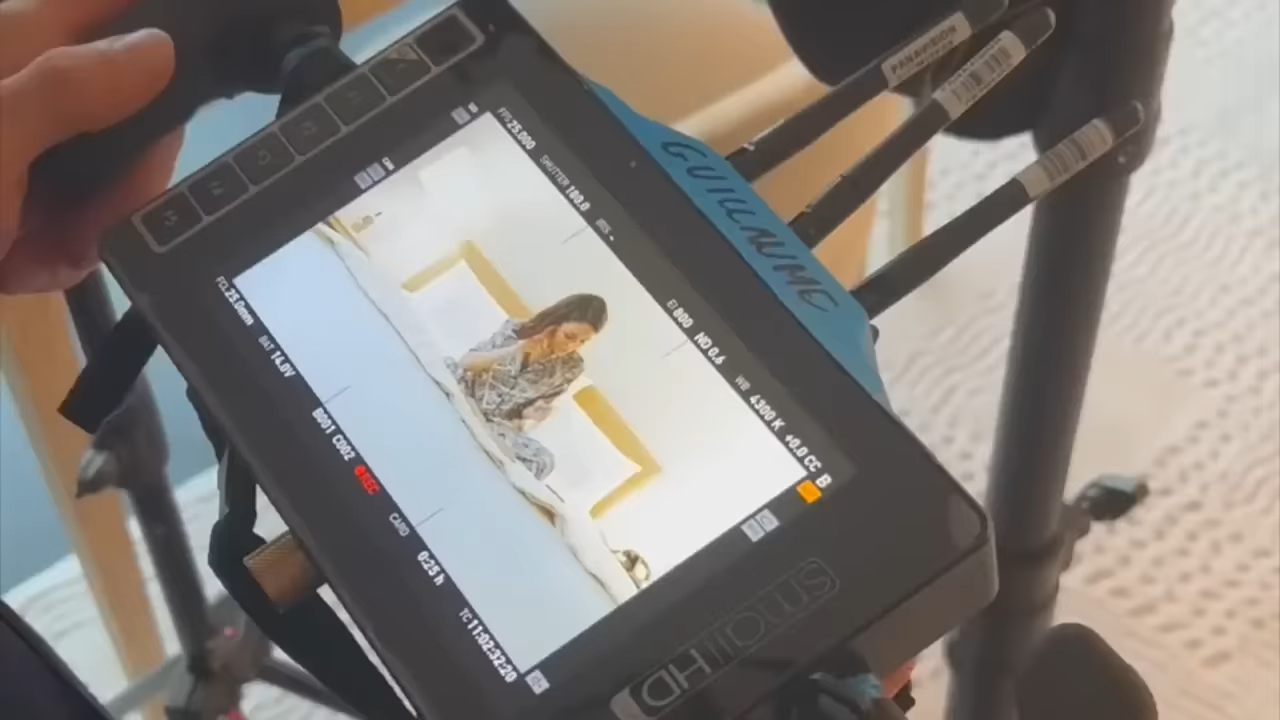 FPS 25.000 SHUTTER 180.0 IRIS
EI 800 ND 0.6 WB 4300 K +0.0 CC B
FCL 25.0mm BAT 14.0V B001 C002 REC CARD 0:25 h TC 11:02:32:20
smallHD
GUILLAUME
PANAVISION